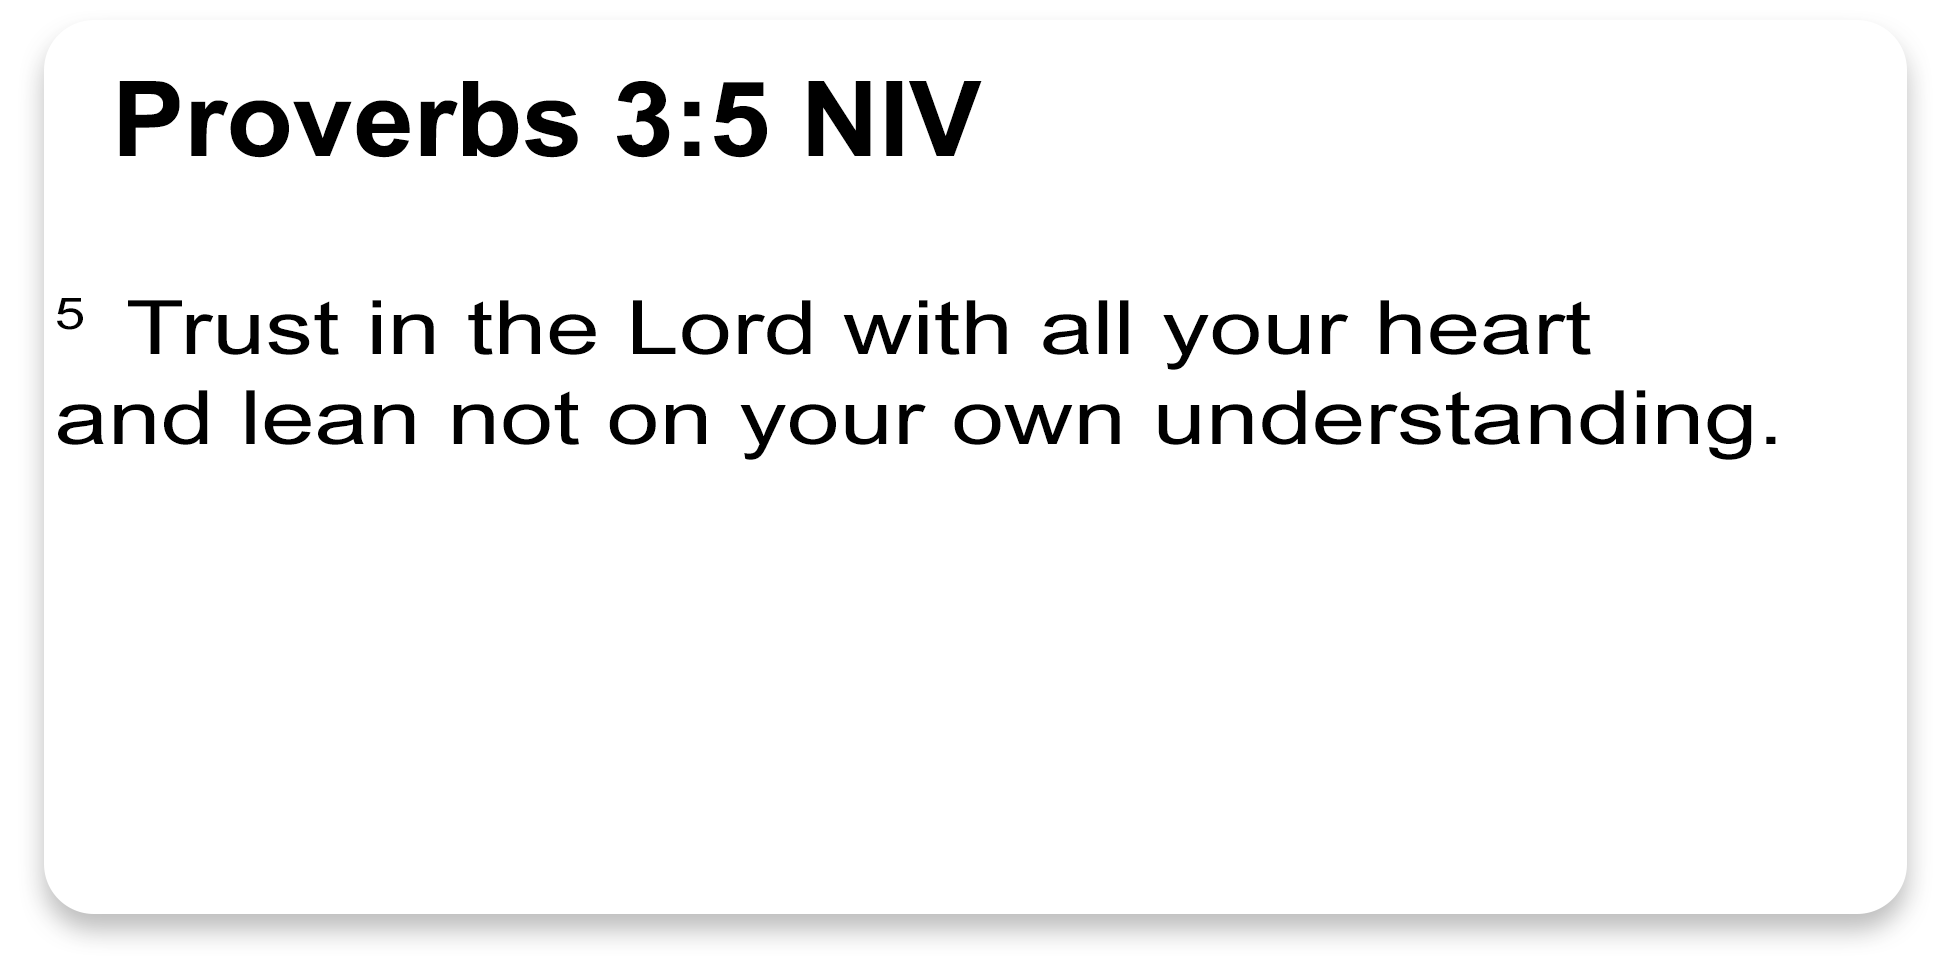 Proverbs 3:5 NIV
⁵ Trust in the Lord with all your heart
and lean not on your own understanding.